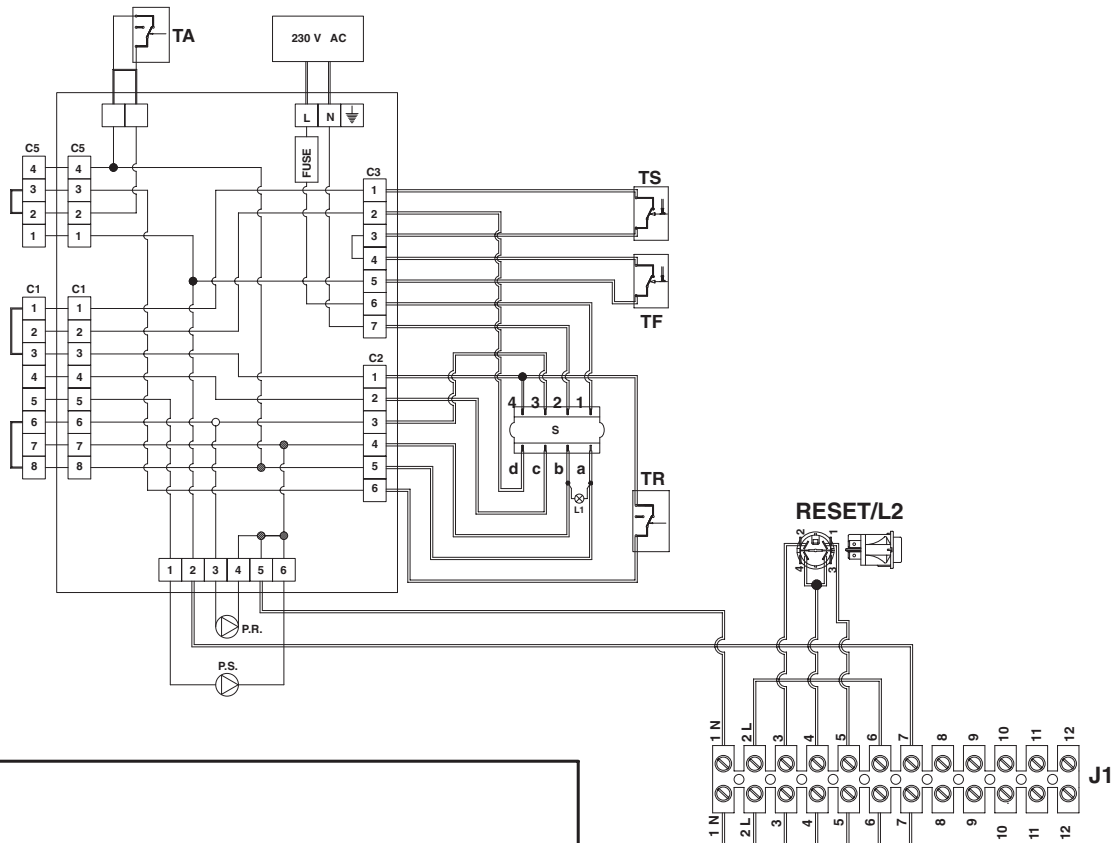 TA
230 V AC
L N
FUSE
C5 C5
4 4
3 3
2 2
1 1
C3
1
2
3
4
5
6
7
TS
TF
C1 C1
1 1
2 2
3 3
4 4
5 5
6 6
7 7
8 8
C2
1
2
3
4
5
6
4 3 2 1
S
d c b a
L1
TR
RESET/L2
2 1
4 3
1 2 3 4 5 6
P.R.
P.S.
1 N 2 L 3 4 5 6 7 8 9 10 11 12
J1
1 N 2 L 3 4 5 6 7 8 9 10 11 12